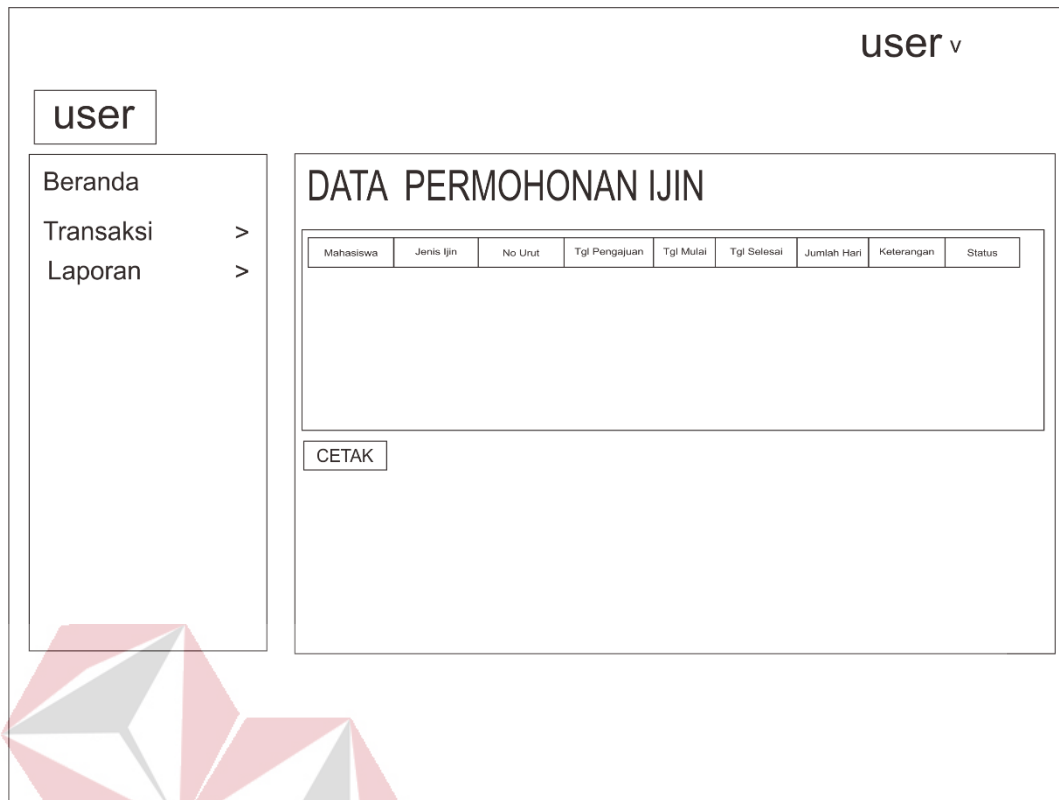 user v
user
Beranda
Transaksi >
Laporan >
DATA PERMOHONAN IJIN
Mahasiswa Jenis Ijin No Urut Tgl Pengajuan Tgl Mulai Tgl Selesai Jumlah Hari Keterangan Status
CETAK